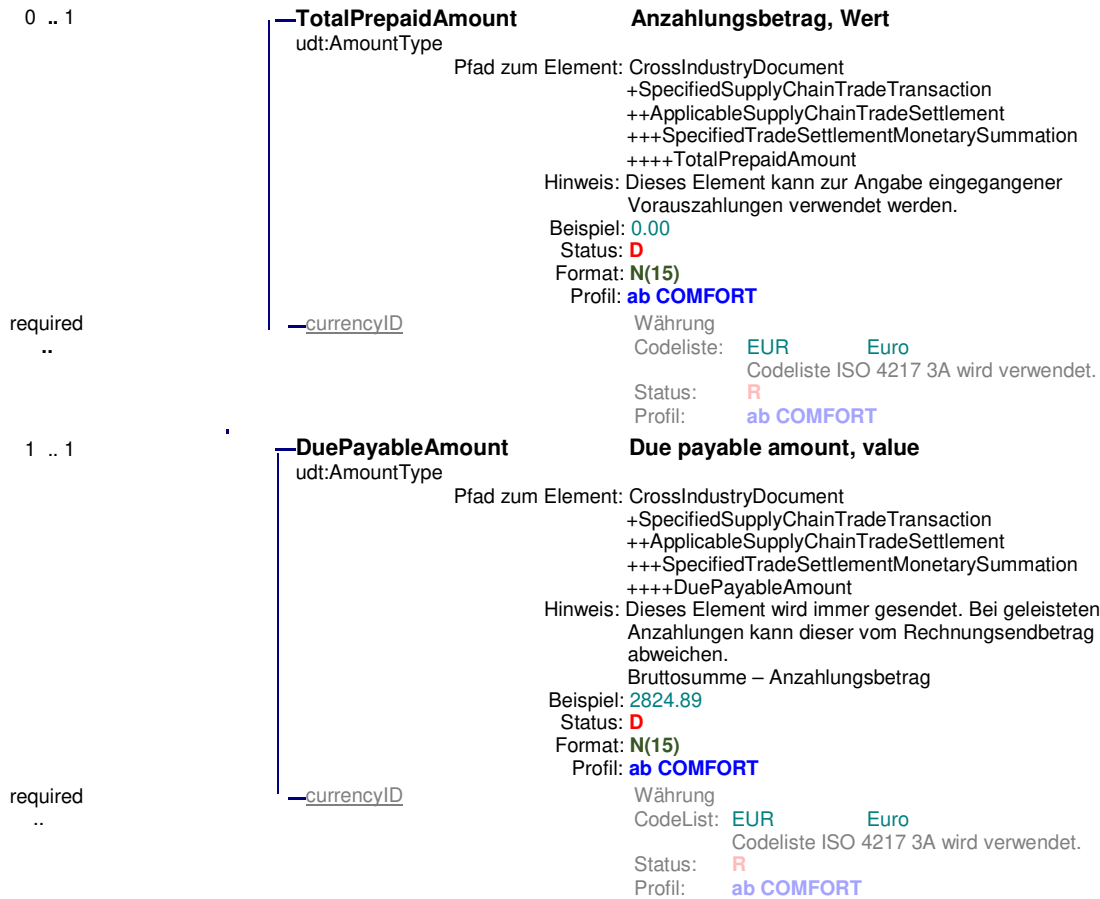 0 .. 1 TotalPrepaidAmount Anzahlungsbetrag, Wert
udt:AmountType
Pfad zum Element: CrossIndustryDocument
+SpecifiedSupplyChainTradeTransaction
++ApplicableSupplyChainTradeSettlement
+++SpecifiedTradeSettlementMonetarySummation
++++TotalPrepaidAmount
Hinweis: Dieses Element kann zur Angabe eingegangener
Vorauszahlungen verwendet werden.
Beispiel: 0.00
Status: D
Format: N(15)
Profil: ab COMFORT
required currencyID Währung
.. Codeliste: EUR Euro
Codeliste ISO 4217 3A wird verwendet.
Status: R
Profil: ab COMFORT
1 .. 1 DuePayableAmount Due payable amount, value
udt:AmountType
Pfad zum Element: CrossIndustryDocument
+SpecifiedSupplyChainTradeTransaction
++ApplicableSupplyChainTradeSettlement
+++SpecifiedTradeSettlementMonetarySummation
++++DuePayableAmount
Hinweis: Dieses Element wird immer gesendet. Bei geleisteten
Anzahlungen kann dieser vom Rechnungsendbetrag
abweichen.
Bruttosumme – Anzahlungsbetrag
Beispiel: 2824.89
Status: D
Format: N(15)
Profil: ab COMFORT
required currencyID Währung
.. CodeList: EUR Euro
Codeliste ISO 4217 3A wird verwendet.
Status: R
Profil: ab COMFORT